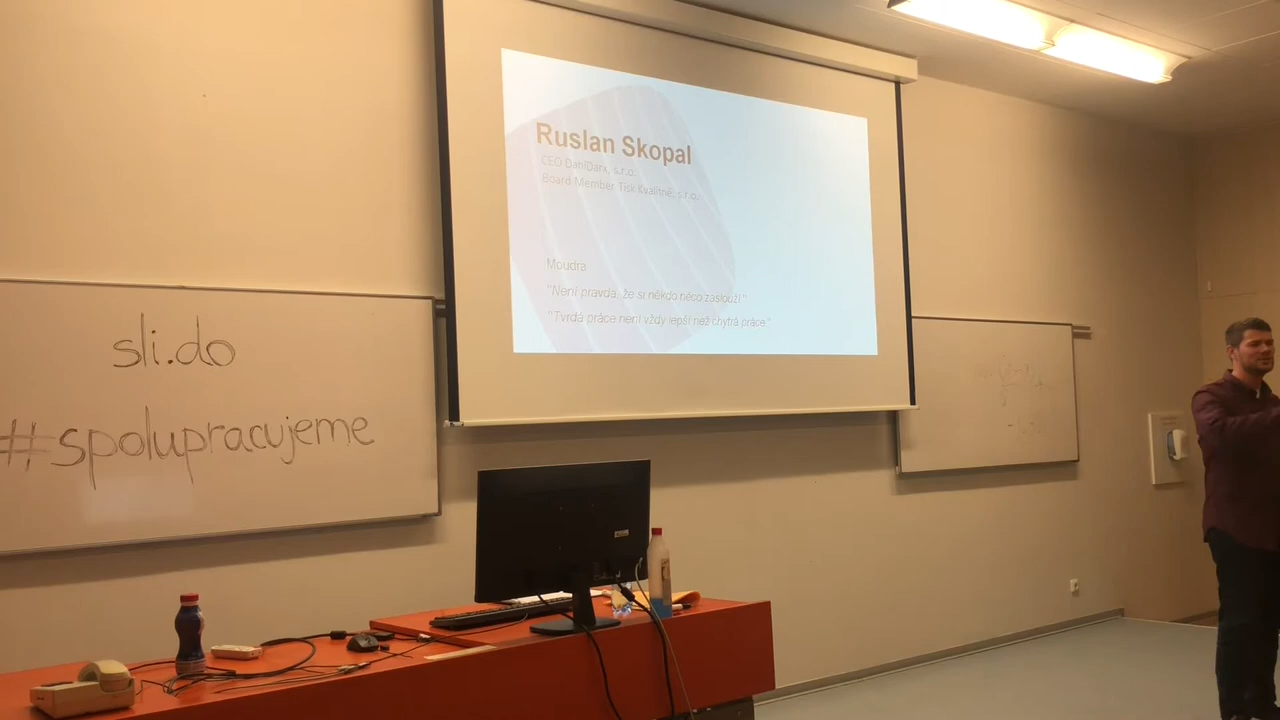 sli.do
#spolupracujeme
Ruslan Skopal
CEO DaniDarx, s.r.o.
Board Member Tisk Kvalitně, s.r.o.
Moudra
"Není pravda, že si někdo něco zaslouží."
"Tvrdá práce není vždy lepší než chytrá práce."